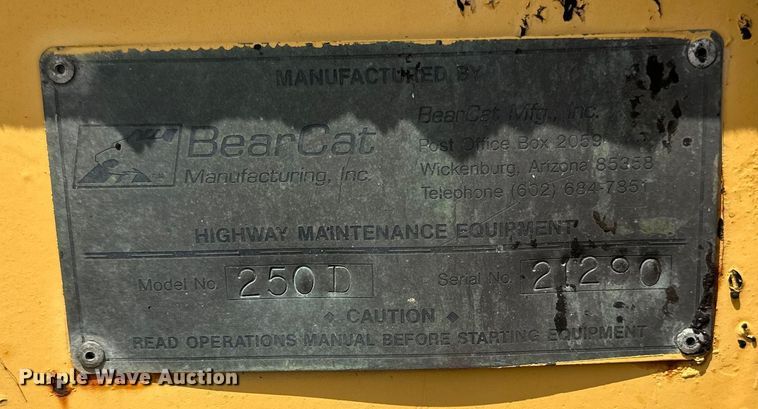 MANUFACTURED BY
BearCat
Manufacturing, Inc.
BearCat Mfg., Inc.
Post Office Box 2059
Wickenburg, Arizona 85358
Telephone (602) 684-7851
HIGHWAY MAINTENANCE EQUIPMENT
Model No. 250D
Serial No. 21290
CAUTION
READ OPERATIONS MANUAL BEFORE STARTING EQUIPMENT
Purple Wave Auction